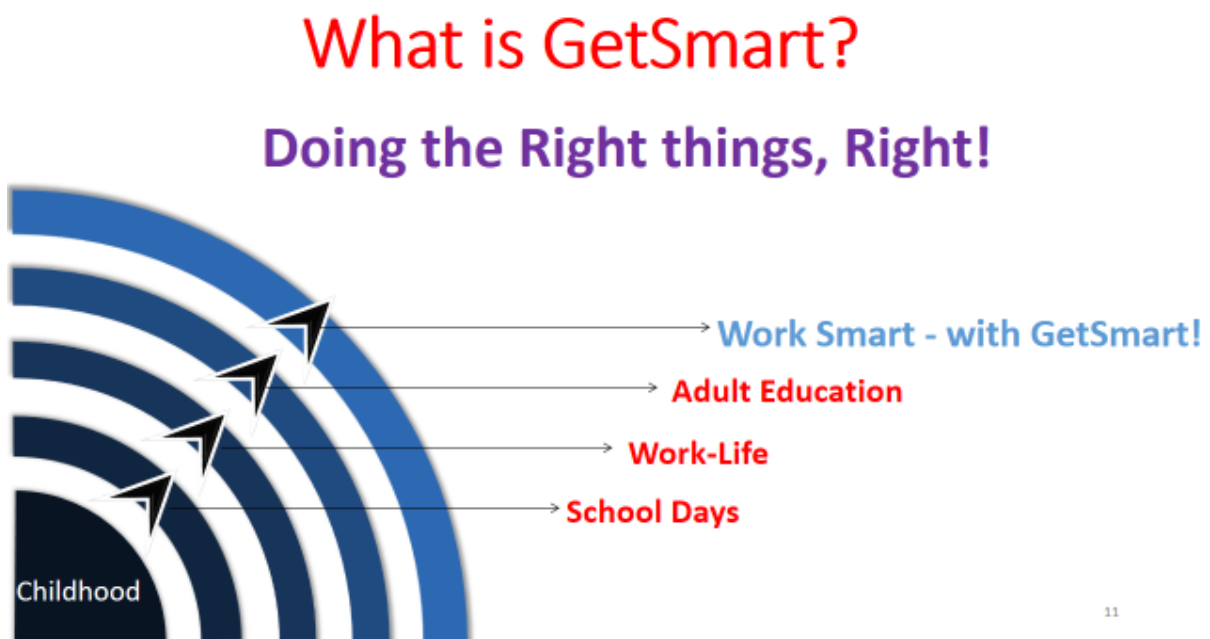 What is GetSmart?
Doing the Right things, Right!
Work Smart - with GetSmart!
Adult Education
Work-Life
School Days
Childhood
11